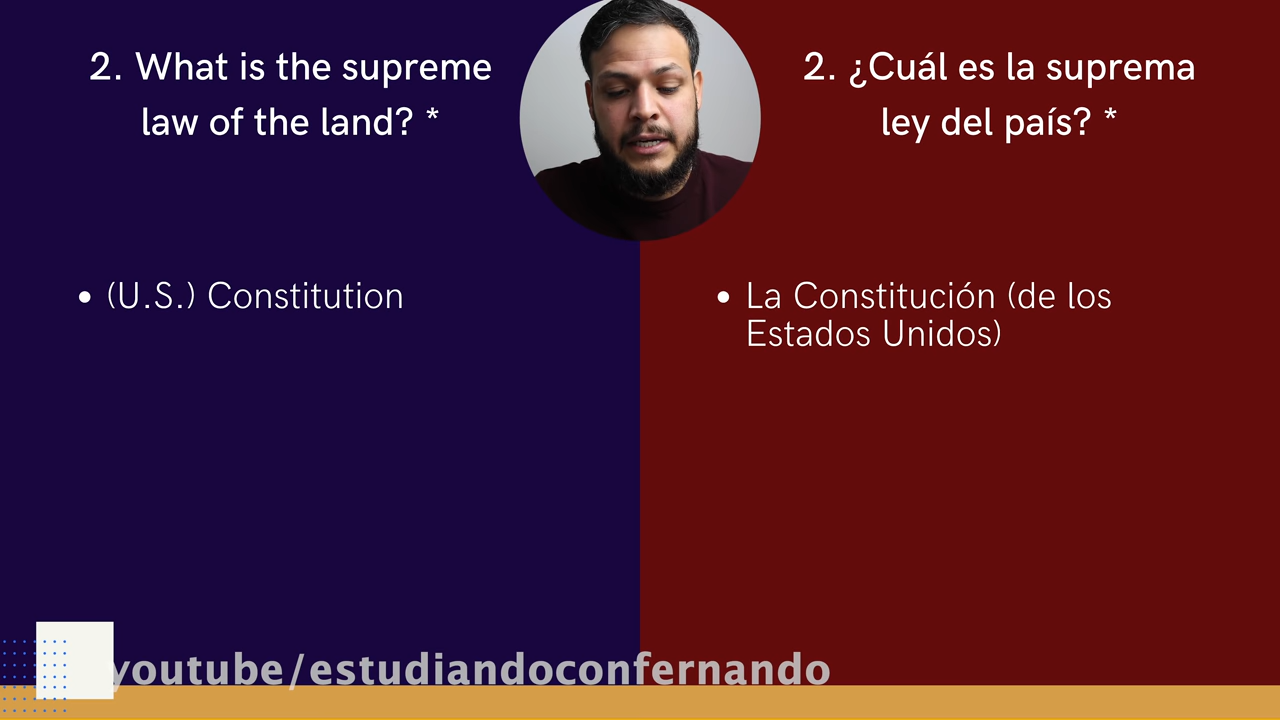 2. What is the supreme
law of the land? *
(U.S.) Constitution
2. ¿Cuál es la suprema
ley del país? *
La Constitución (de los
Estados Unidos)
youtube/estudiandoconfernando